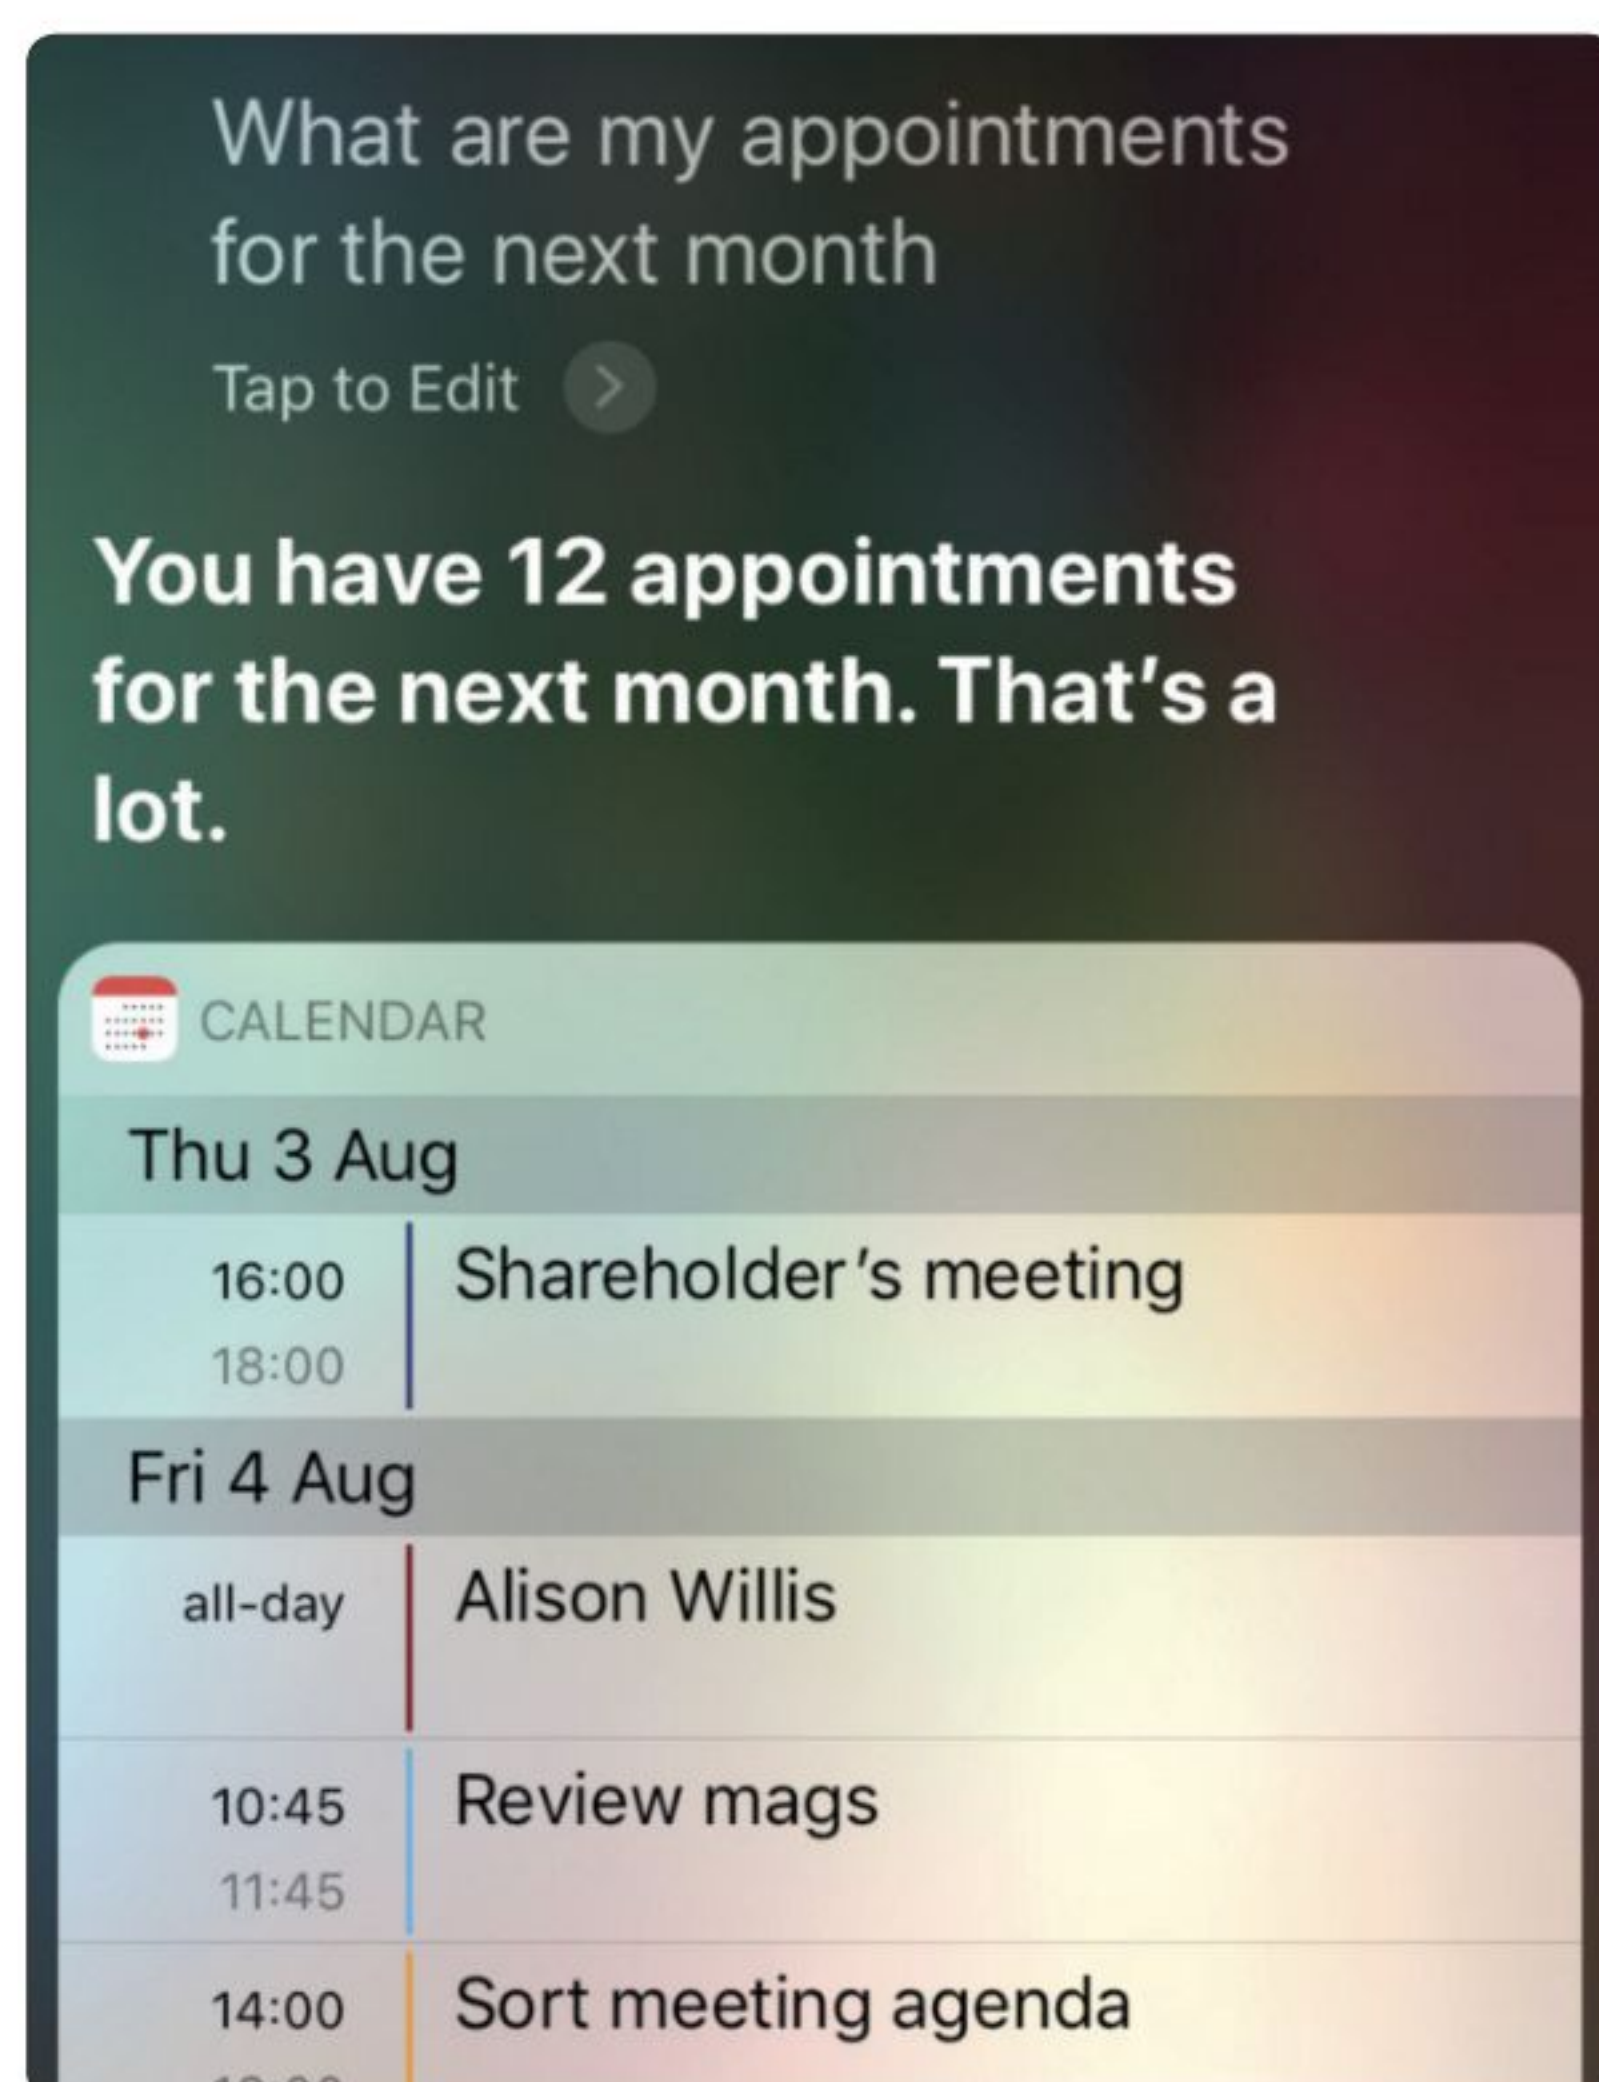 What are my appointments
for the next month
Tap to Edit
You have 12 appointments
for the next month. That's a
lot.
CALENDAR
Thu 3 Aug
16:00 Shareholder's meeting
18:00
Fri 4 Aug
all-day Alison Willis
10:45 Review mags
11:45
14:00 Sort meeting agenda